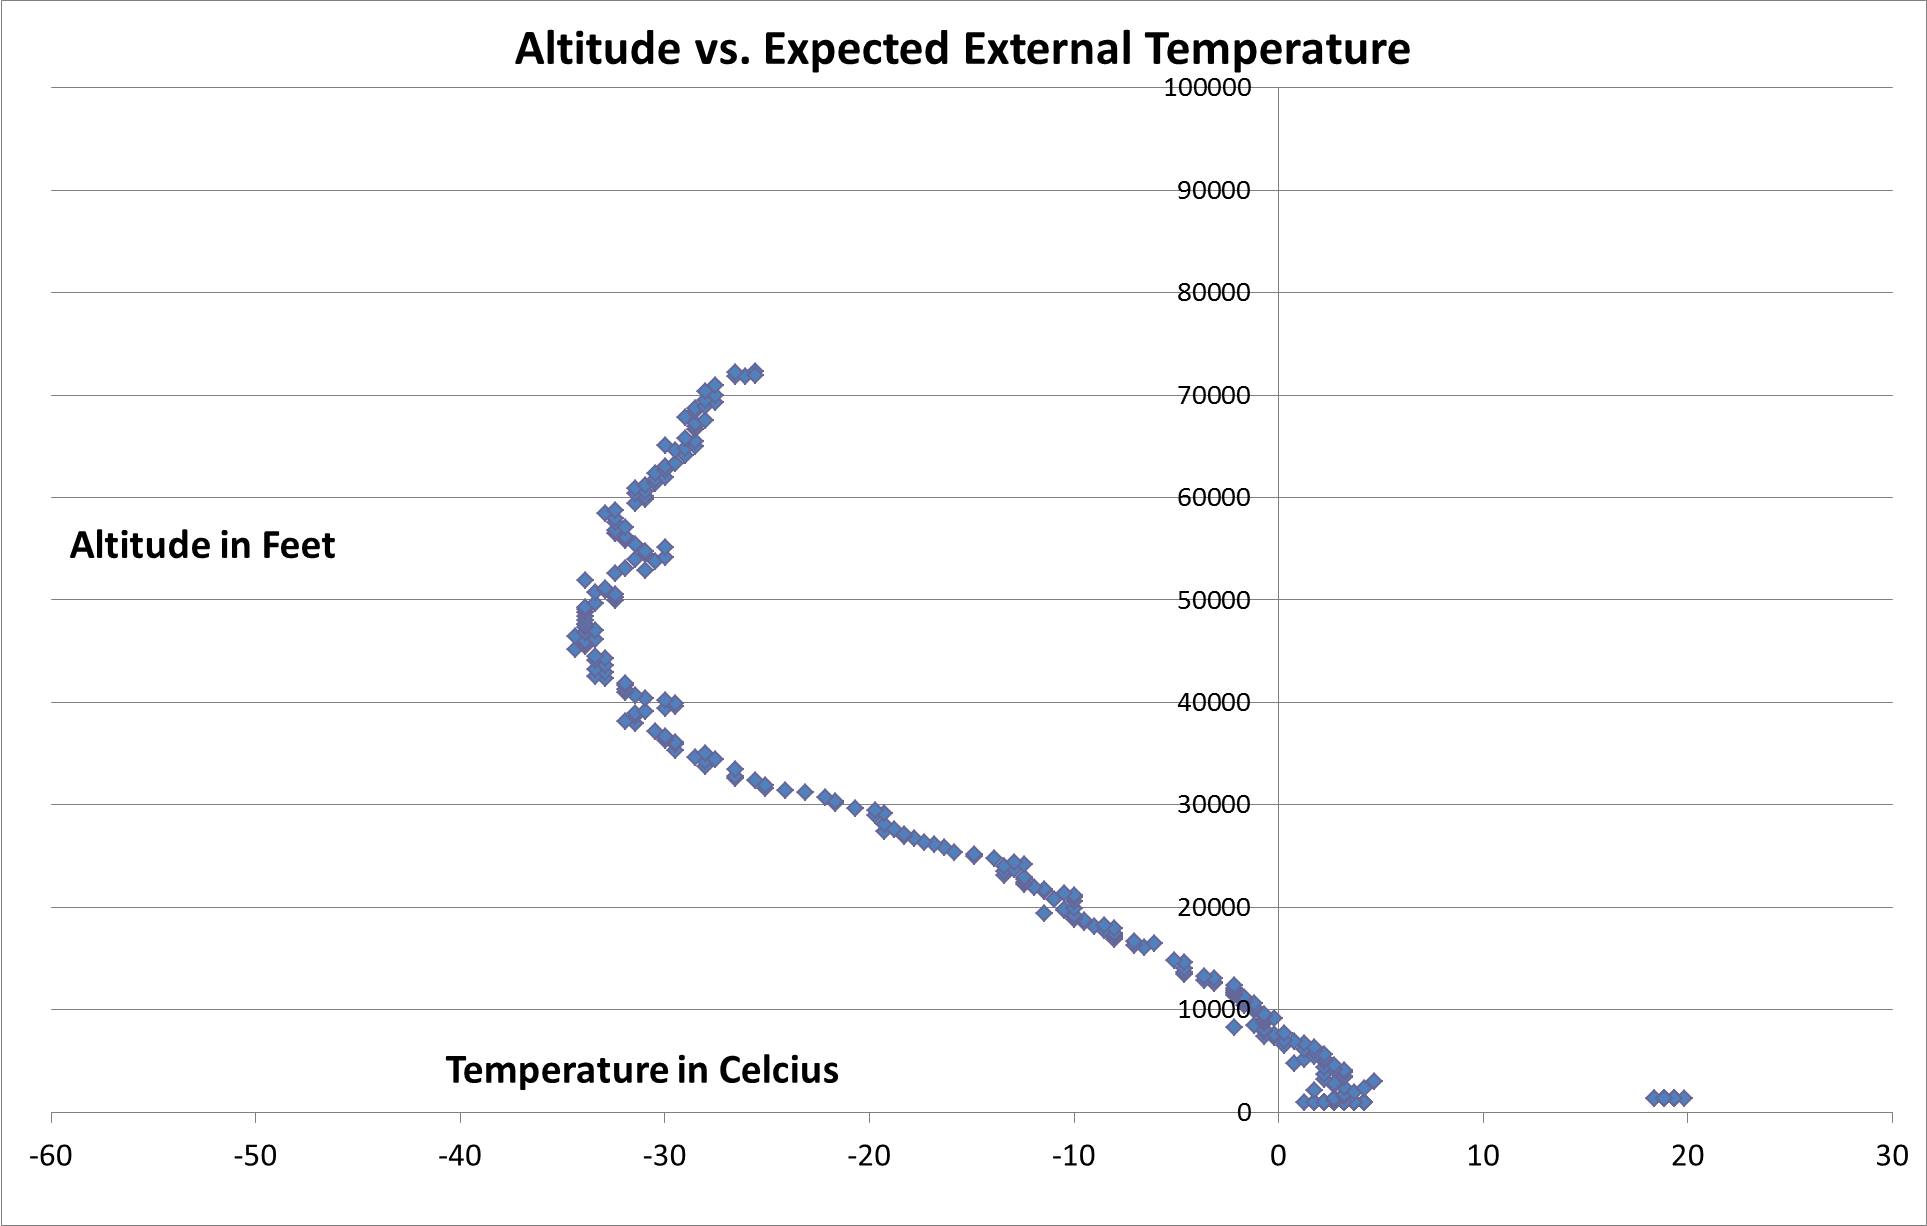 Altitude vs. Expected External Temperature
100000
90000
80000
70000
60000
Altitude in Feet
50000
40000
30000
20000
10000
Temperature in Celcius
0
-60 -50 -40 -30 -20 -10 0 10 20 30